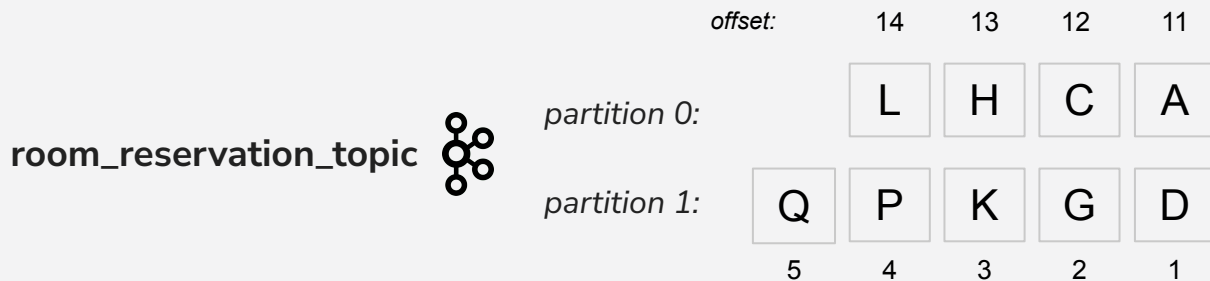 offset: 14 13 12 11
partition 0: L H C A
room_reservation_topic
partition 1: Q P K G D
5 4 3 2 1